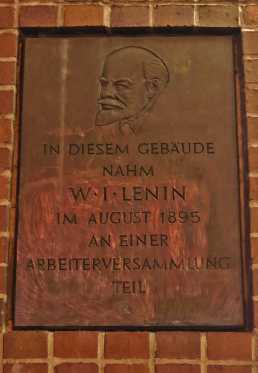 IN DIESEM GEBÄUDE
NAHM
W·I·LENIN
IM AUGUST 1895
AN EINER
ARBEITERVERSAMMLUNG
TEIL